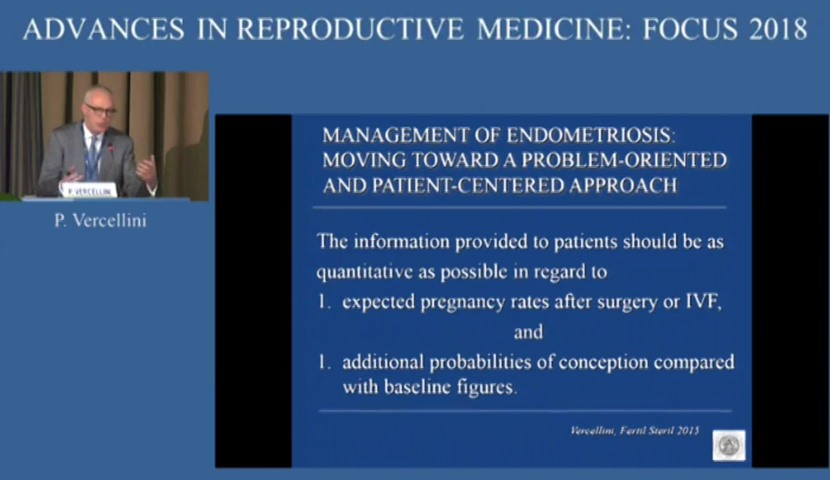 ADVANCES IN REPRODUCTIVE MEDICINE: FOCUS 2018
P. VERCELLINI
P. Vercellini
MANAGEMENT OF ENDOMETRIOSIS:
MOVING TOWARD A PROBLEM-ORIENTED
AND PATIENT-CENTERED APPROACH
The information provided to patients should be as
quantitative as possible in regard to
1. expected pregnancy rates after surgery or IVF,
and
1. additional probabilities of conception compared
with baseline figures.
Vercellini, Fertil Steril 2015